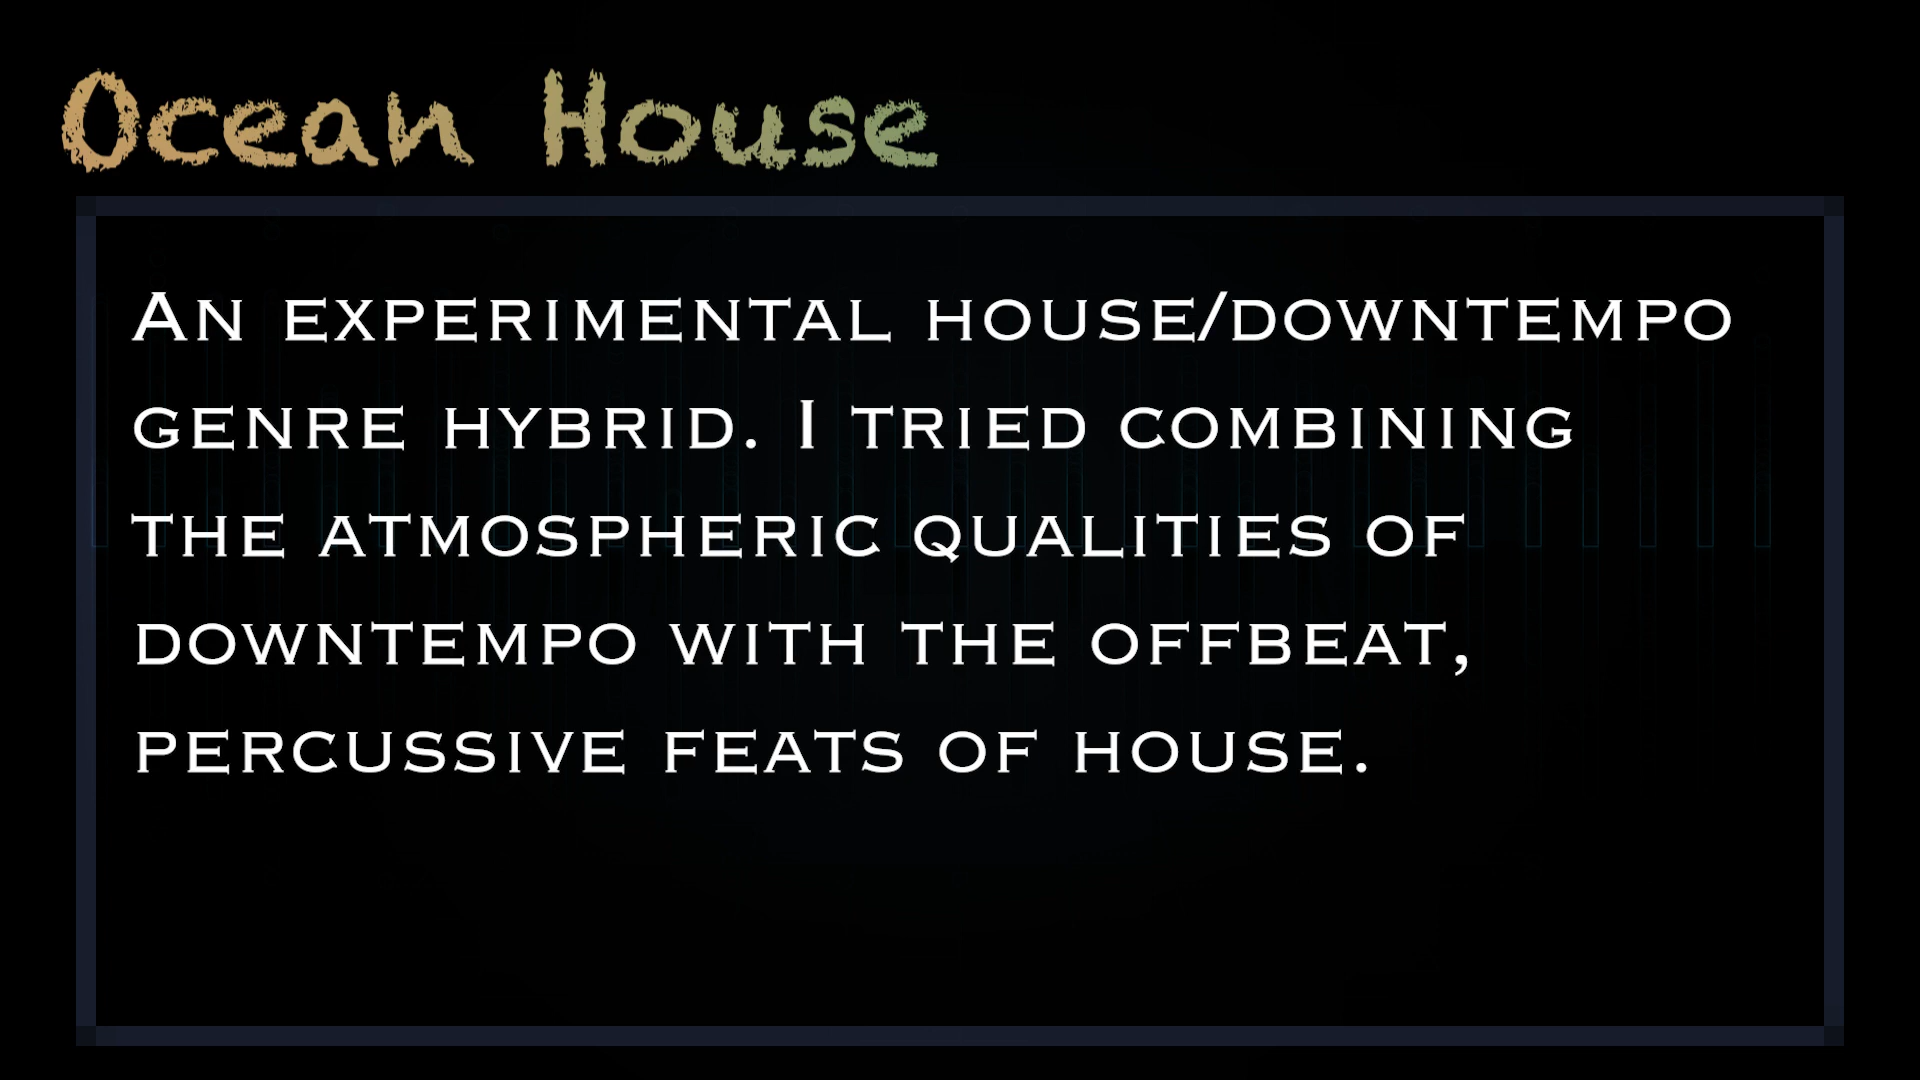 Ocean House
An experimental house/downtempo
genre hybrid. I tried combining
the atmospheric qualities of
downtempo with the offbeat,
percussive feats of house.